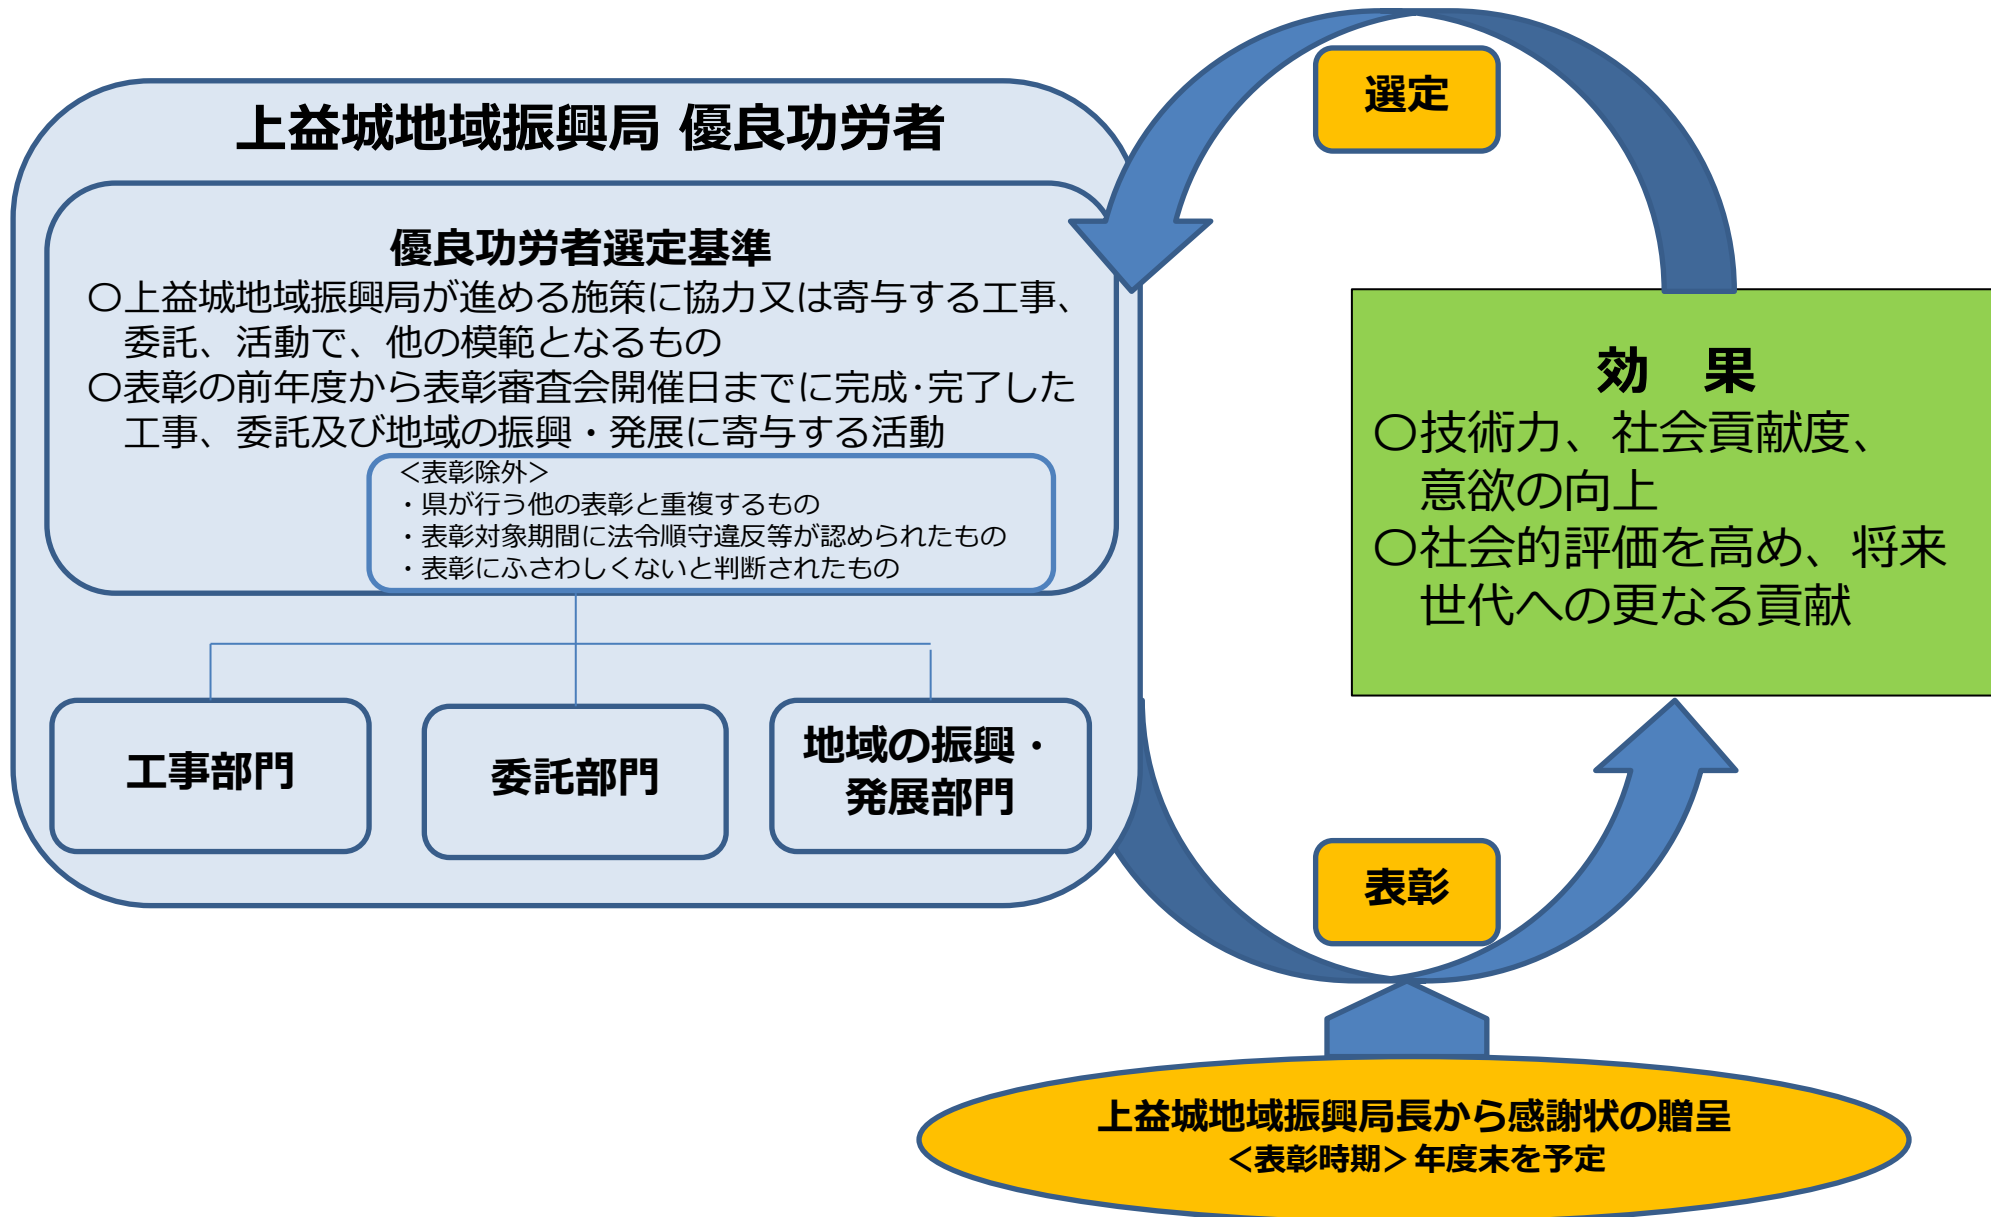 上益城地域振興局 優良功労者
優良功労者選定基準
○上益城地域振興局が進める施策に協力又は寄与する工事、
委託、活動で、他の模範となるもの
○表彰の前年度から表彰審査会開催日までに完成･完了した
工事、委託及び地域の振興・発展に寄与する活動
＜表彰除外＞
・県が行う他の表彰と重複するもの
・表彰対象期間に法令順守違反等が認められたもの
・表彰にふさわしくないと判断されたもの
工事部門
委託部門
地域の振興・
発展部門
選定
効　果
○技術力、社会貢献度、
意欲の向上
○社会的評価を高め、将来
世代への更なる貢献
表彰
上益城地域振興局長から感謝状の贈呈
＜表彰時期＞年度末を予定